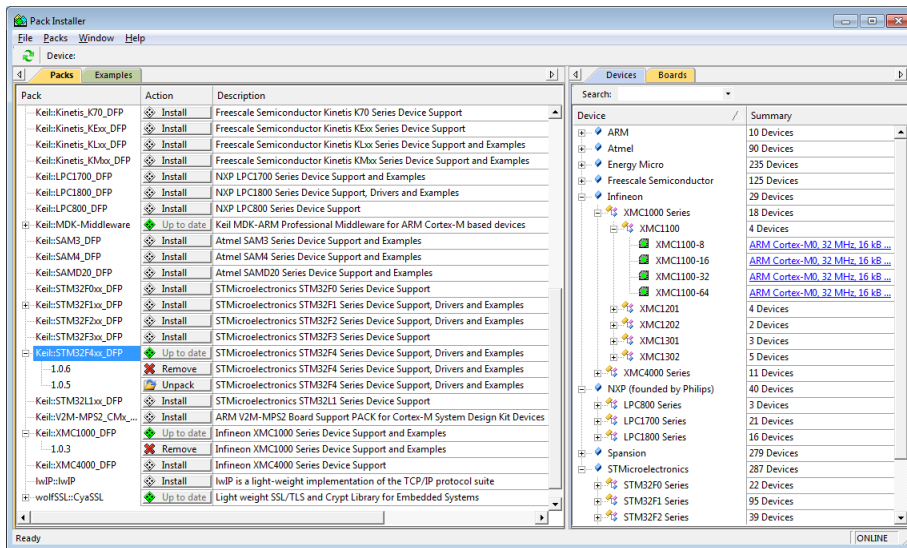 Pack Installer
File Packs Window Help
Device:
Packs Examples
Pack Action Description
Keil::Kinetis_K70_DFP Install Freescale Semiconductor Kinetis K70 Series Device Support
Keil::Kinetis_KExx_DFP Install Freescale Semiconductor Kinetis KExx Series Device Support
Keil::Kinetis_KLxx_DFP Install Freescale Semiconductor Kinetis KLxx Series Device Support and Examples
Keil::Kinetis_KMxx_DFP Install Freescale Semiconductor Kinetis KMxx Series Device Support and Examples
Keil::LPC1700_DFP Install NXP LPC1700 Series Device Support and Examples
Keil::LPC1800_DFP Install NXP LPC1800 Series Device Support, Drivers and Examples
Keil::LPC800_DFP Install NXP LPC800 Series Device Support
Keil::MDK-Middleware Up to date Keil MDK-ARM Professional Middleware for ARM Cortex-M based devices
Keil::SAM3_DFP Install Atmel SAM3 Series Device Support and Examples
Keil::SAM4_DFP Install Atmel SAM4 Series Device Support and Examples
Keil::SAMD20_DFP Install Atmel SAMD20 Series Device Support and Examples
Keil::STM32F0xx_DFP Install STMicroelectronics STM32F0 Series Device Support
Keil::STM32F1xx_DFP Install STMicroelectronics STM32F1 Series Device Support, Drivers and Examples
Keil::STM32F2xx_DFP Install STMicroelectronics STM32F2 Series Device Support, Drivers and Examples
Keil::STM32F3xx_DFP Install STMicroelectronics STM32F3 Series Device Support
Keil::STM32F4xx_DFP Up to date STMicroelectronics STM32F4 Series Device Support, Drivers and Examples
1.0.6 Remove STMicroelectronics STM32F4 Series Device Support, Drivers and Examples
1.0.5 Unpack STMicroelectronics STM32F4 Series Device Support, Drivers and Examples
Keil::STM32L1xx_DFP Install STMicroelectronics STM32L1 Series Device Support
Keil::V2M-MPS2_CMx_... Install ARM V2M-MPS2 Board Support PACK for Cortex-M System Design Kit Devices
Keil::XMC1000_DFP Up to date Infineon XMC1000 Series Device Support and Examples
1.0.3 Remove Infineon XMC1000 Series Device Support and Examples
Keil::XMC4000_DFP Install Infineon XMC4000 Series Device Support
lwIP::lwIP Install lwIP is a light-weight implementation of the TCP/IP protocol suite
wolfSSL::CyaSSL Up to date Light weight SSL/TLS and Crypt Library for Embedded Systems
Devices Boards
Search:
Device Summary
ARM 10 Devices
Atmel 90 Devices
Energy Micro 235 Devices
Freescale Semiconductor 125 Devices
Infineon 29 Devices
XMC1000 Series 18 Devices
XMC1100 4 Devices
XMC1100-8 ARM Cortex-M0, 32 MHz, 16 kB ...
XMC1100-16 ARM Cortex-M0, 32 MHz, 16 kB ...
XMC1100-32 ARM Cortex-M0, 32 MHz, 16 kB ...
XMC1100-64 ARM Cortex-M0, 32 MHz, 16 kB ...
XMC1201 4 Devices
XMC1202 2 Devices
XMC1301 3 Devices
XMC1302 5 Devices
XMC4000 Series 11 Devices
NXP (founded by Philips) 40 Devices
LPC800 Series 3 Devices
LPC1700 Series 21 Devices
LPC1800 Series 16 Devices
Spansion 279 Devices
STMicroelectronics 287 Devices
STM32F0 Series 22 Devices
STM32F1 Series 95 Devices
STM32F2 Series 39 Devices
Ready ONLINE